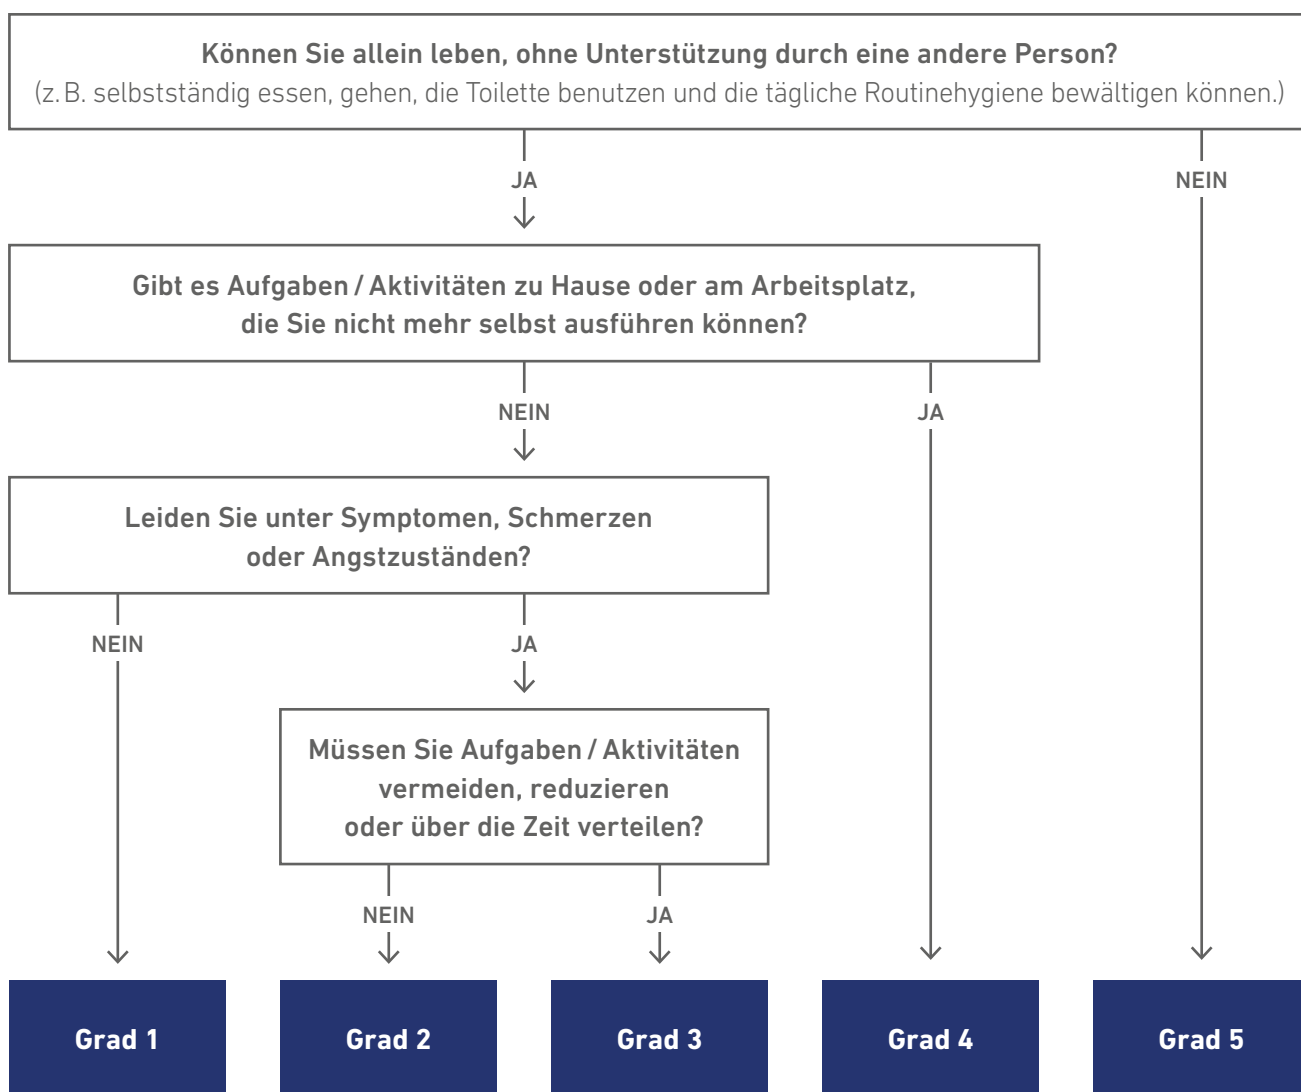 Können Sie allein leben, ohne Unterstützung durch eine andere Person?
(z. B. selbstständig essen, gehen, die Toilette benutzen und die tägliche Routinehygiene bewältigen können.)
JA
NEIN
Gibt es Aufgaben / Aktivitäten zu Hause oder am Arbeitsplatz,
die Sie nicht mehr selbst ausführen können?
NEIN
JA
Leiden Sie unter Symptomen, Schmerzen
oder Angstzuständen?
NEIN
JA
Müssen Sie Aufgaben / Aktivitäten
vermeiden, reduzieren
oder über die Zeit verteilen?
NEIN
JA
Grad 1
Grad 2
Grad 3
Grad 4
Grad 5